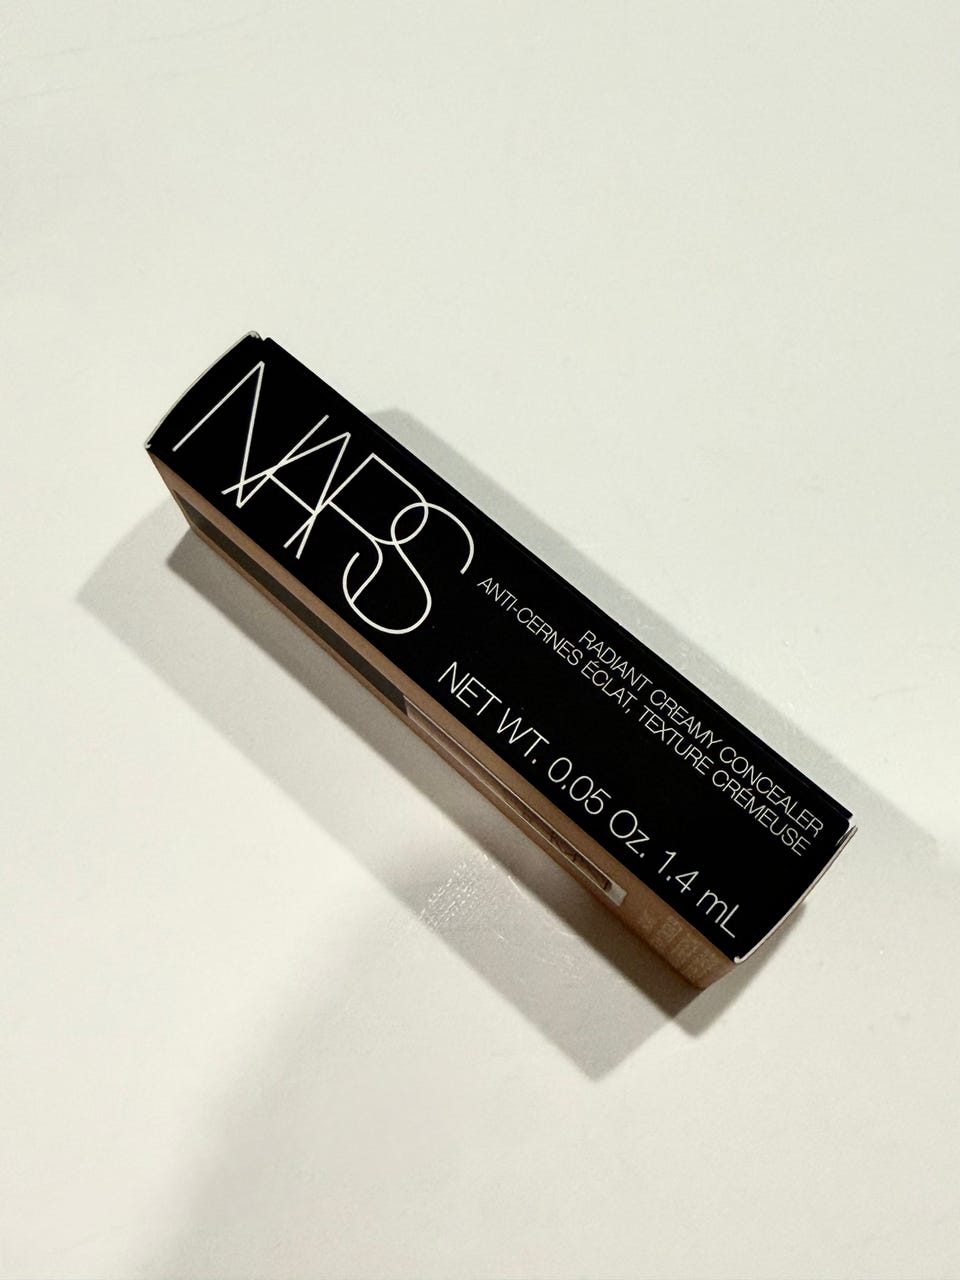 NARS
RADIANT CREAMY CONCEALER
ANTI-CERNES ÉCLAT, TEXTURE CRÉMEUSE
NET WT. 0.05 Oz. 1.4 mL